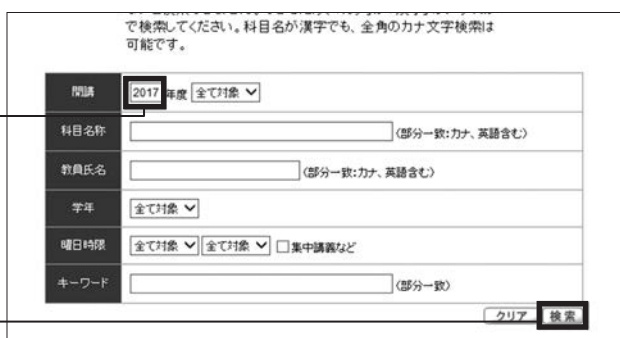 で検索してください。科目名が漢字でも、全角のカナ文字検索は
可能です。
開講 2017 年度 全て対象
科目名称 (部分一致:カナ、英語含む)
教員氏名 (部分一致:カナ、英語含む)
学年 全て対象
曜日時限 全て対象 全て対象 集中講義など
キーワード (部分一致)
クリア 検索